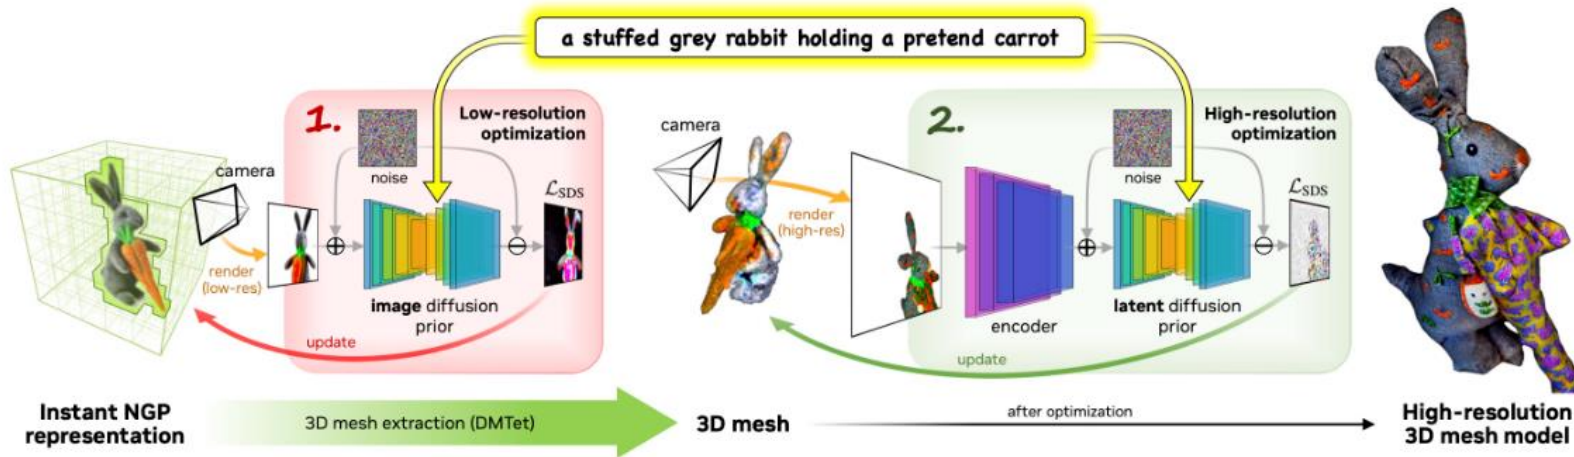 a stuffed grey rabbit holding a pretend carrot
1.
Low-resolution
optimization
camera
noise
ℒSDS
render
(low-res)
image diffusion
prior
update
camera
render
(high-res)
2.
High-resolution
optimization
noise
ℒSDS
encoder
latent diffusion
prior
update
Instant NGP
representation
3D mesh extraction (DMTet)
3D mesh
after optimization
High-resolution
3D mesh model